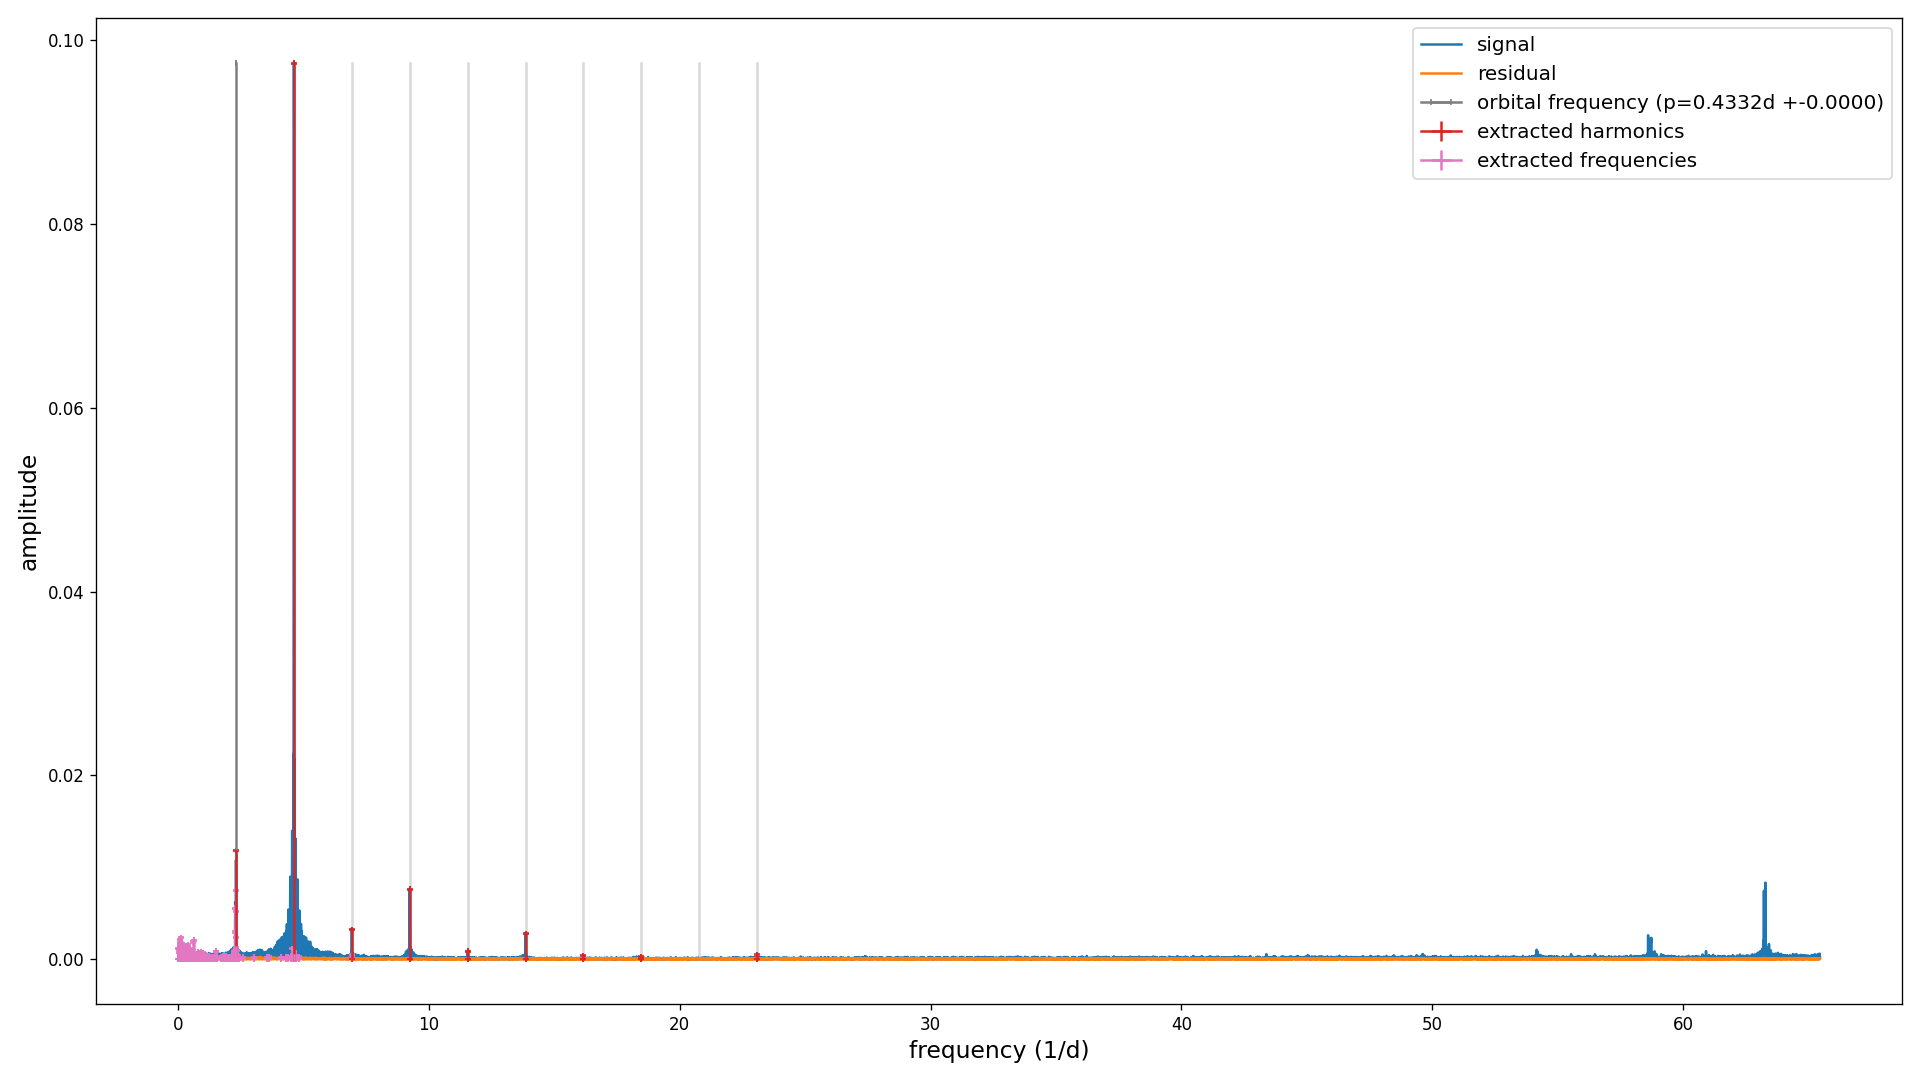 0.10
0.08
0.06
0.04
0.02
0.00
amplitude
0
10
20
30
40
50
60
frequency (1/d)
signal
residual
orbital frequency (p=0.4332d +-0.0000)
extracted harmonics
extracted frequencies